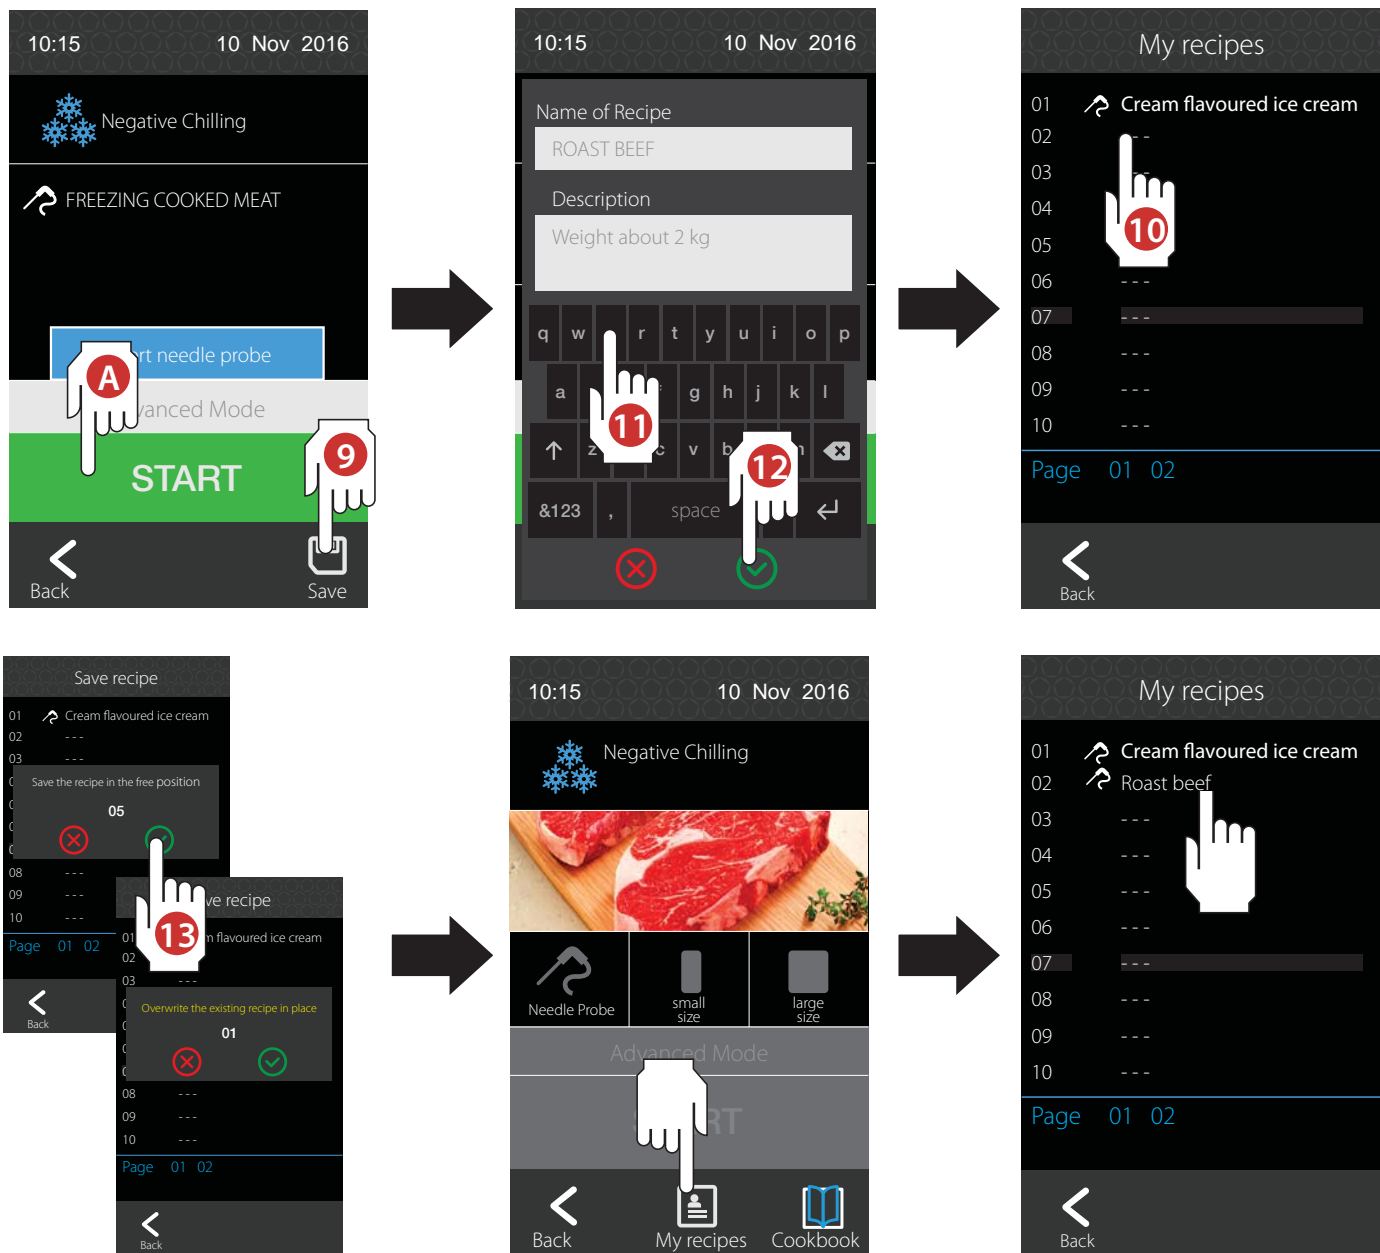 10:15 10 Nov 2016
Negative Chilling
FREEZING COOKED MEAT
rt needle probe
A
vanced Mode
9
START
Back Save
10:15 10 Nov 2016
Name of Recipe
ROAST BEEF
Description
Weight about 2 kg
q w r t y u i o p
a g h j k l
11
z c v b
12
&123 , space
My recipes
01 Cream flavoured ice cream
02 - -
03
04
10
05
06 - - -
07 - - -
08 - - -
09 - - -
10 - - -
Page 01 02
Back
Save recipe
01 Cream flavoured ice cream
02 - - -
03 - - -
Save the recipe in the free position
05
08 - - -
09 - - -
10 - - -
Page 01 02
Back
13
ve recipe
01 m flavoured ice cream
02
03 - - -
Overwrite the existing recipe in place
01
08 - - -
09 - - -
10 - - -
Page 01 02
Back
10:15 10 Nov 2016
Negative Chilling
Needle Probe
small
size
large
size
Advanced Mode
RT
Back My recipes Cookbook
My recipes
01 Cream flavoured ice cream
02 Roast beef
03 - - -
04 - - -
05 - - -
06 - - -
07 - - -
08 - - -
09 - - -
10 - - -
Page 01 02
Back